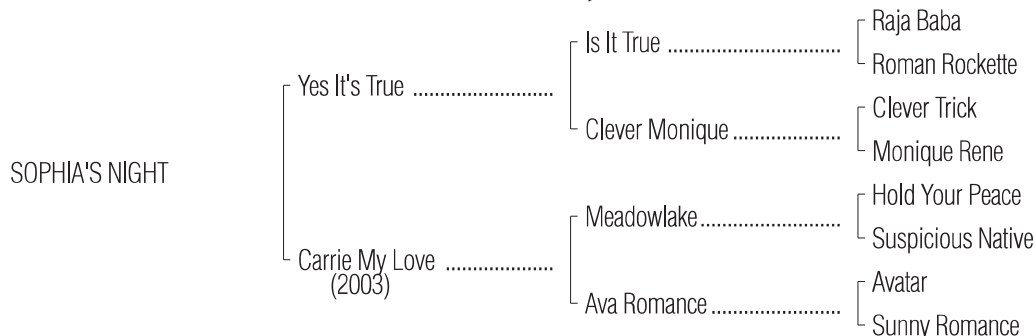 Raja Baba
Is It True
Roman Rockette
Yes It's True
Clever Trick
Clever Monique
Monique Rene
SOPHIA'S NIGHT
Hold Your Peace
Meadowlake
Suspicious Native
Carrie My Love
(2003)
Avatar
Ava Romance
Sunny Romance